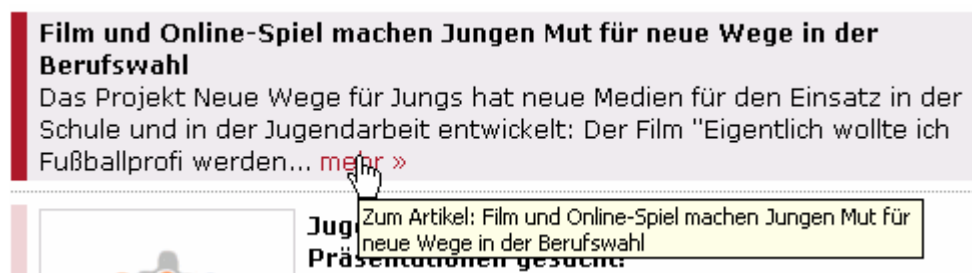 Film und Online-Spiel machen Jungen Mut für neue Wege in der
Berufswahl
Das Projekt Neue Wege für Jungs hat neue Medien für den Einsatz in der
Schule und in der Jugendarbeit entwickelt: Der Film "Eigentlich wollte ich
Fußballprofi werden... mehr »
Zum Artikel: Film und Online-Spiel machen Jungen Mut für
neue Wege in der Berufswahl
Präsentationen gesucht!